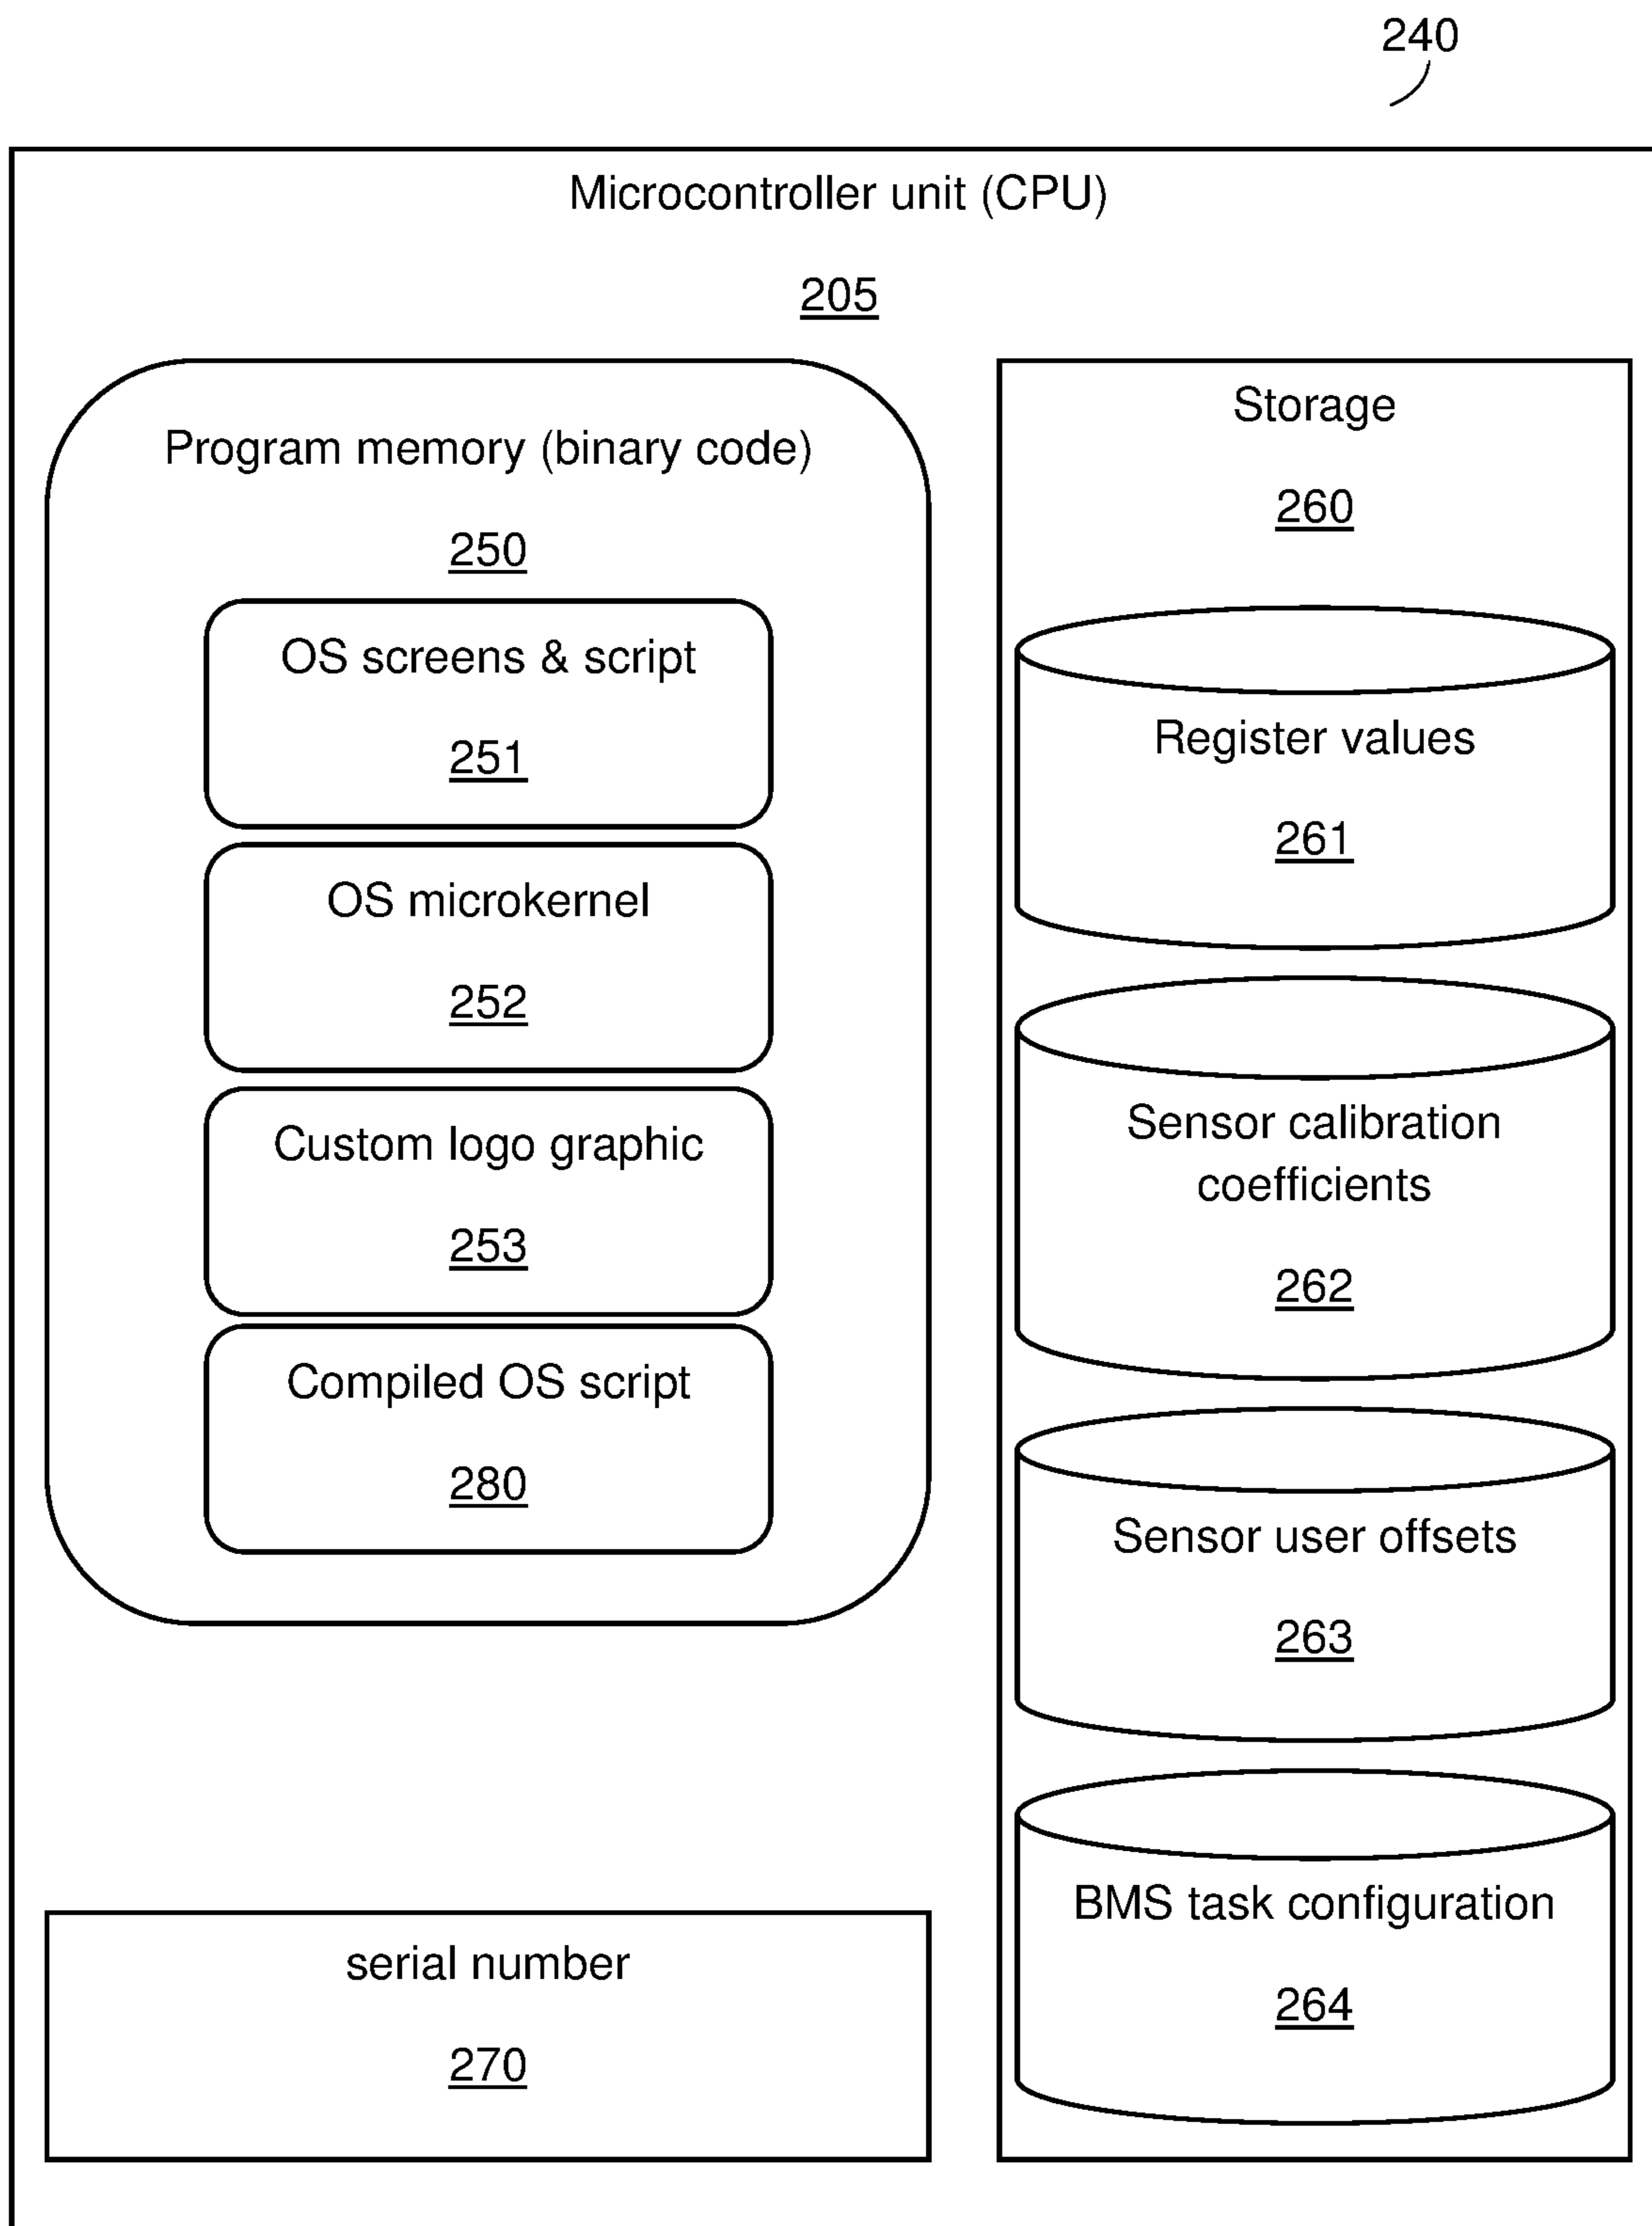 240
Microcontroller unit (CPU)
205
Program memory (binary code)
250
OS screens & script
251
OS microkernel
252
Custom logo graphic
253
Compiled OS script
280
serial number
270
Storage
260
Register values
261
Sensor calibration
coefficients
262
Sensor user offsets
263
BMS task configuration
264